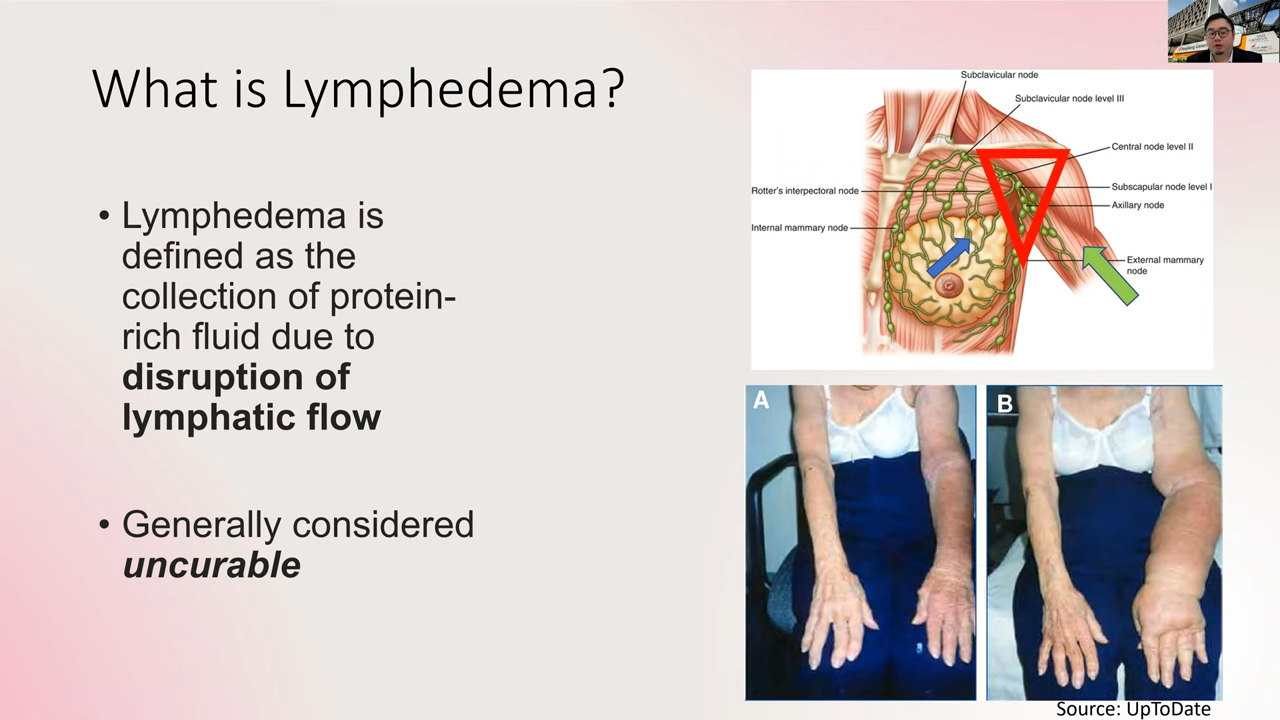 What is Lymphedema?
• Lymphedema is
defined as the
collection of protein-
rich fluid due to
disruption of
lymphatic flow
• Generally considered
uncurable
Subclavicular node
Subclavicular node level III
Central node level II
Rotter's interpectoral node
Subscapular node level I
Axillary node
Internal mammary node
External mammary
node
A
B
Source: UpToDate